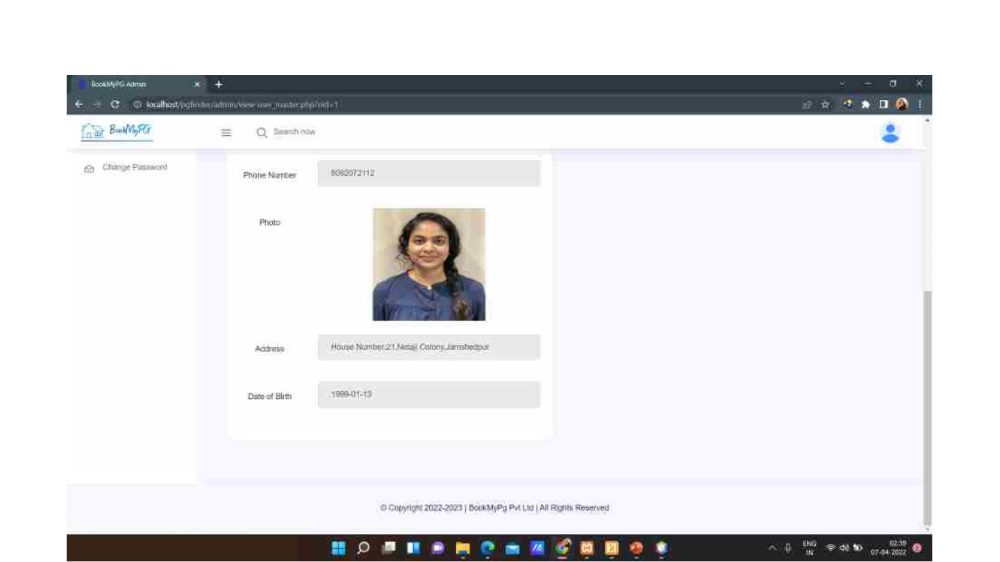 BookMyPG Admin
localhost/pgfinder/admin/view-user_master.php?uid=1
BookMyPG
Search now
Change Password
Phone Number
8092072112
Photo
Address
House Number:21,Netaji Colony,Jamshedpur
Date of Birth
1999-01-13
© Copyright 2022-2023 | BookMyPg Pvt Ltd | All Rights Reserved
ENG
IN
02:39
07-04-2022